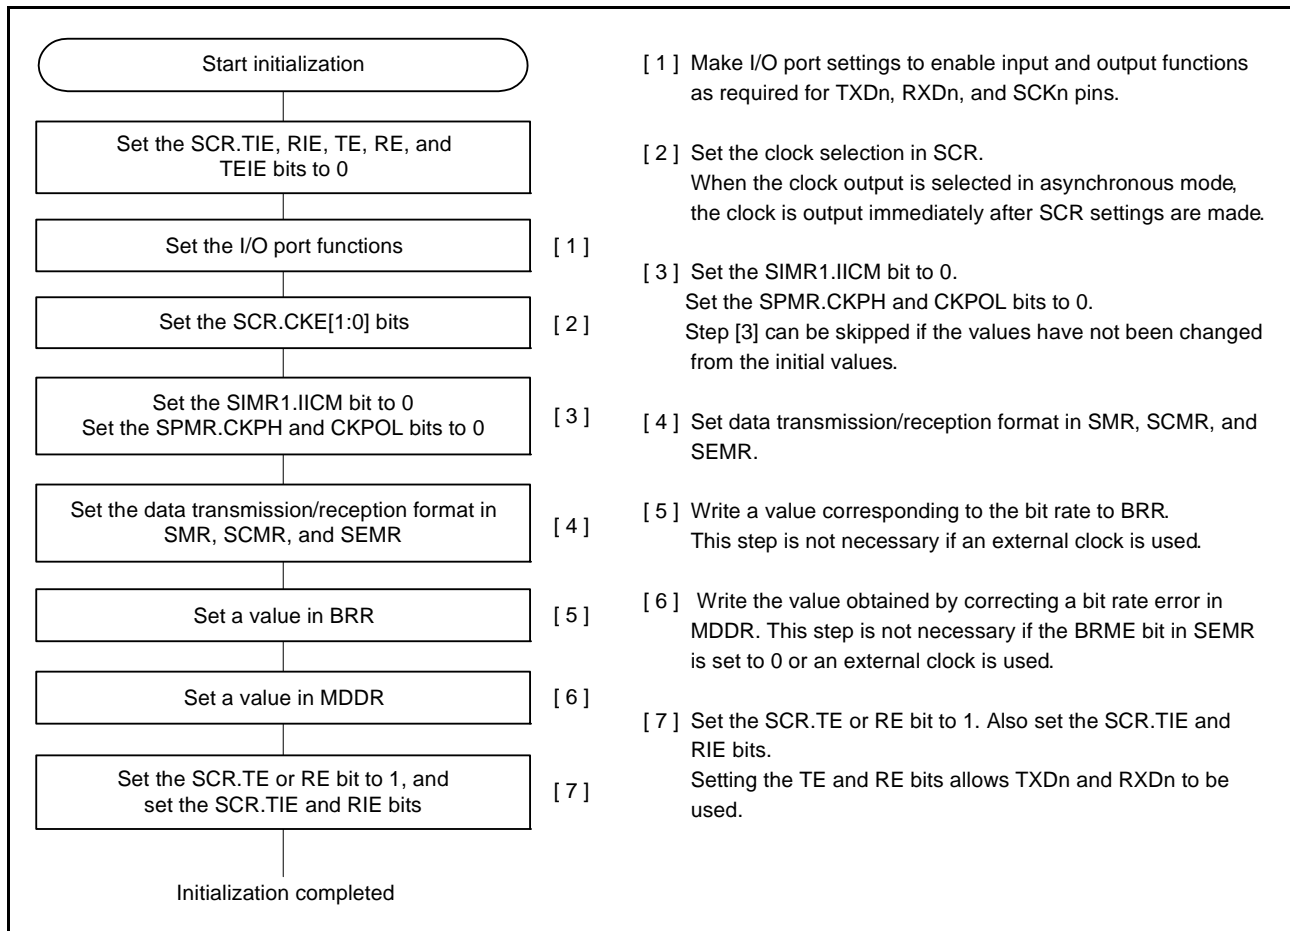 Start initialization
Set the SCR.TIE, RIE, TE, RE, and
TEIE bits to 0
Set the I/O port functions
[ 1 ]
Set the SCR.CKE[1:0] bits
[ 2 ]
Set the SIMR1.IICM bit to 0
Set the SPMR.CKPH and CKPOL bits to 0
[ 3 ]
Set the data transmission/reception format in
SMR, SCMR, and SEMR
[ 4 ]
Set a value in BRR
[ 5 ]
Set a value in MDDR
[ 6 ]
Set the SCR.TE or RE bit to 1, and
set the SCR.TIE and RIE bits
[ 7 ]
Initialization completed
[ 1 ] Make I/O port settings to enable input and output functions
as required for TXDn, RXDn, and SCKn pins.
[ 2 ] Set the clock selection in SCR.
When the clock output is selected in asynchronous mode,
the clock is output immediately after SCR settings are made.
[ 3 ] Set the SIMR1.IICM bit to 0.
Set the SPMR.CKPH and CKPOL bits to 0.
Step [3] can be skipped if the values have not been changed
from the initial values.
[ 4 ] Set data transmission/reception format in SMR, SCMR, and
SEMR.
[ 5 ] Write a value corresponding to the bit rate to BRR.
This step is not necessary if an external clock is used.
[ 6 ] Write the value obtained by correcting a bit rate error in
MDDR. This step is not necessary if the BRME bit in SEMR
is set to 0 or an external clock is used.
[ 7 ] Set the SCR.TE or RE bit to 1. Also set the SCR.TIE and
RIE bits.
Setting the TE and RE bits allows TXDn and RXDn to be
used.